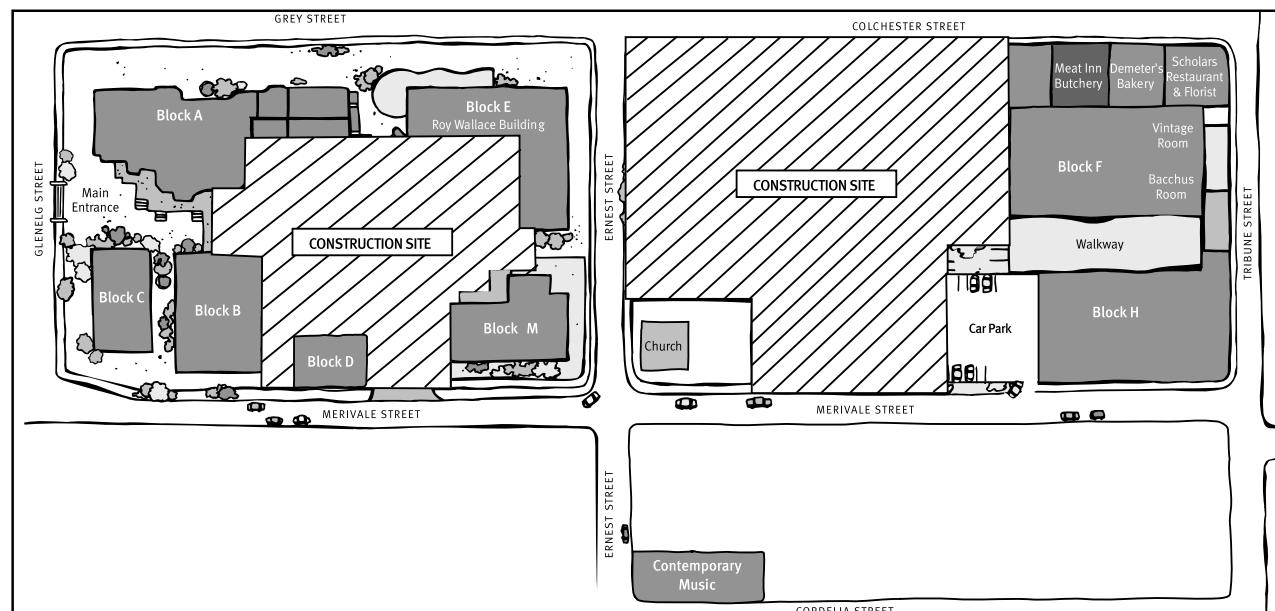 GREY STREET
COLCHESTER STREET
Block A
Block E
Roy Wallace Building
Meat Inn
Butchery
Demeter's
Bakery
Scholars
Restaurant
& Florist
Vintage
Room
Block F
Bacchus
Room
GLENELG STREET
Main
Entrance
ERNEST STREET
CONSTRUCTION SITE
CONSTRUCTION SITE
TRIBUNE STREET
Walkway
Block C
Block B
Block M
Block D
Church
Car Park
Block H
MERIVALE STREET
MERIVALE STREET
ERNEST STREET
Contemporary
Music
CORDELIA STREET